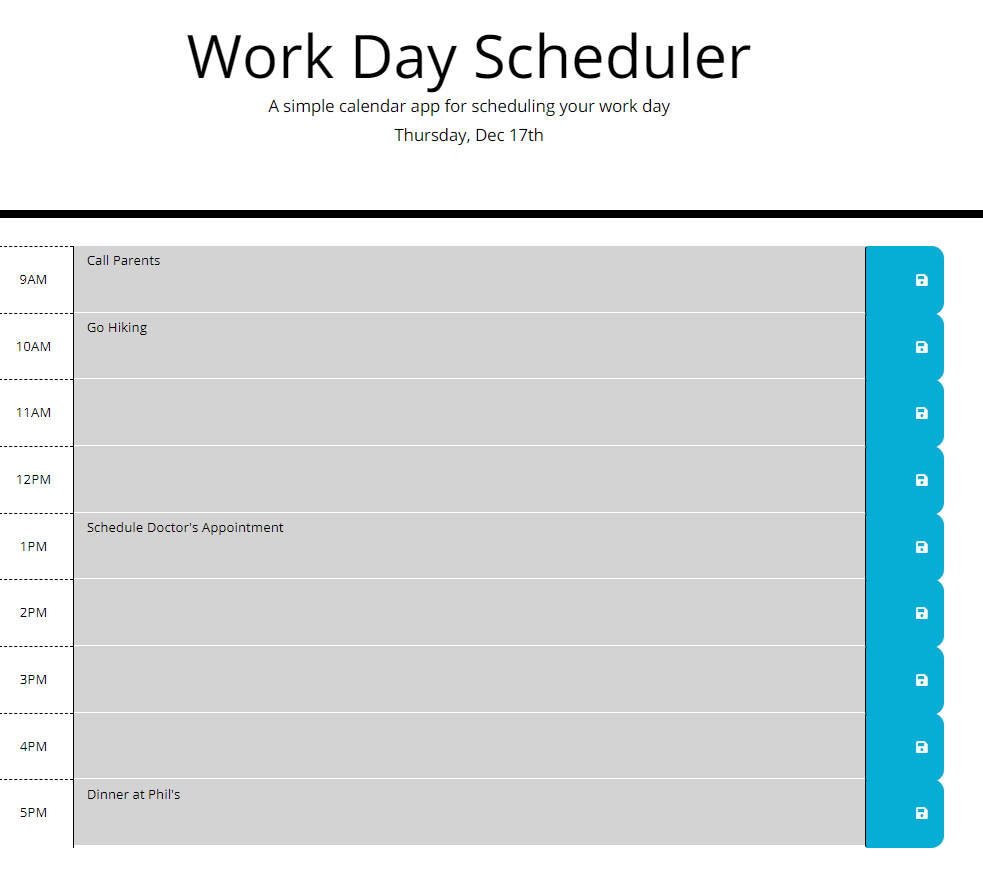 Work Day Scheduler
A simple calendar app for scheduling your work day
Thursday, Dec 17th
9AM Call Parents
10AM Go Hiking
11AM
12PM
1PM Schedule Doctor's Appointment
2PM
3PM
4PM
5PM Dinner at Phil's